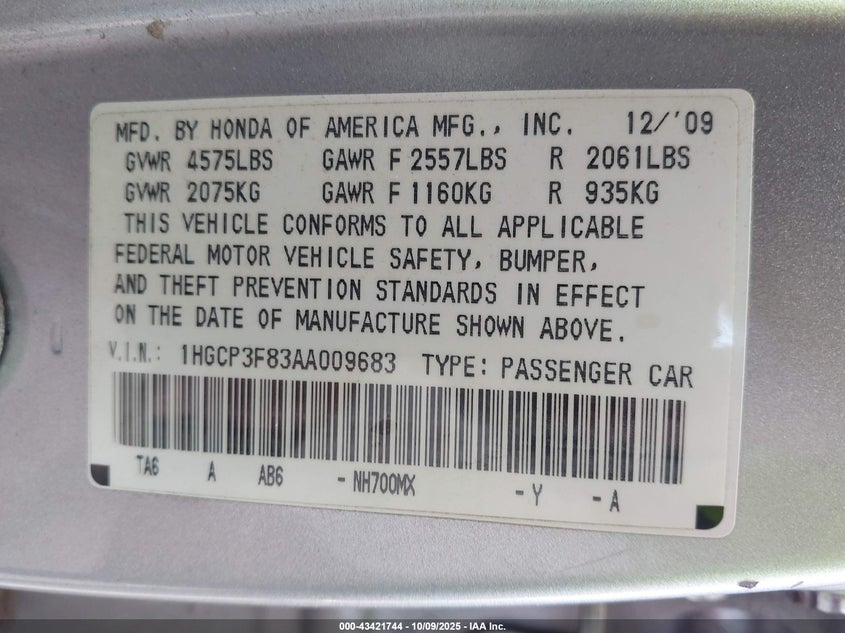 MFD. BY HONDA OF AMERICA MFG., INC. 12/'09
GVWR 4575LBS GAWR F 2557LBS R 2061LBS
GVWR 2075KG GAWR F 1160KG R 935KG
THIS VEHICLE CONFORMS TO ALL APPLICABLE
FEDERAL MOTOR VEHICLE SAFETY, BUMPER,
AND THEFT PREVENTION STANDARDS IN EFFECT
ON THE DATE OF MANUFACTURE SHOWN ABOVE.
V.I.N.: 1HGCP3F83AA009683 TYPE: PASSENGER CAR
TA6 A AB6 - NH700MX - Y - A
000-43421744 | 10/09/2025 - IAA Inc.